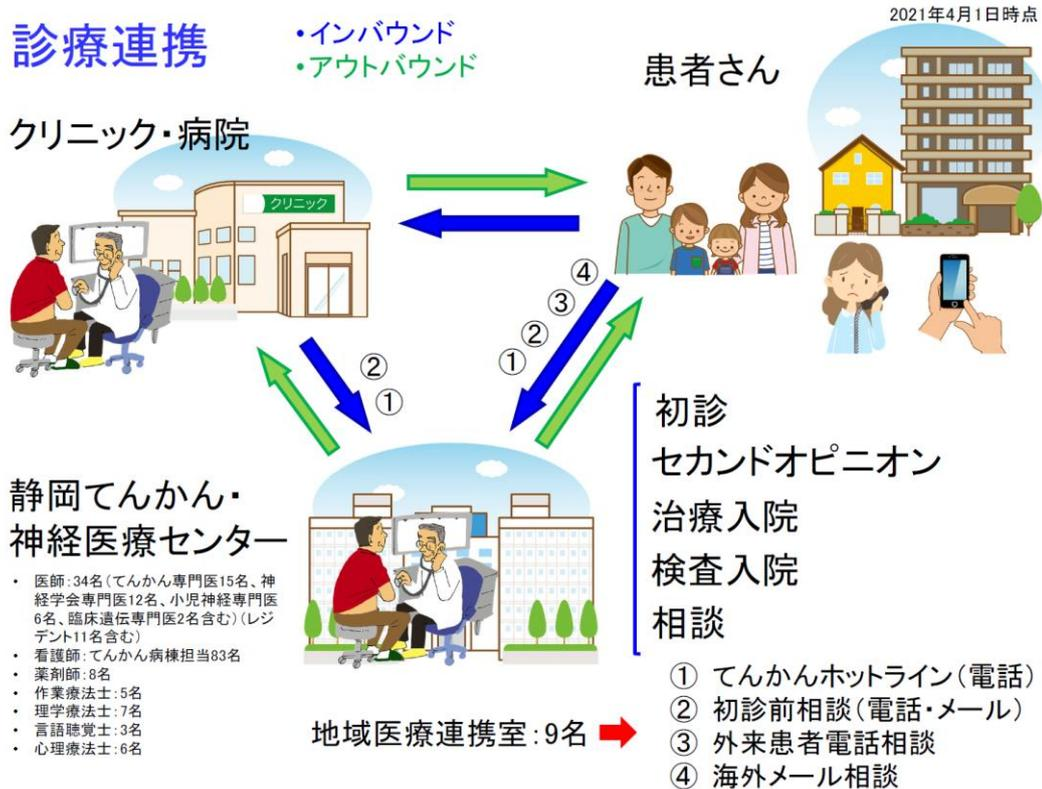 2021年4月1日時点
診療連携
・インバウンド
・アウトバウンド
患者さん
クリニック・病院
クリニック
④
③
②
①
②
①
静岡てんかん・
神経医療センター
• 医師:34名(てんかん専門医15名、神
経学会専門医12名、小児神経専門医
6名、臨床遺伝専門医2名含む)(レジ
デント11名含む)
• 看護師:てんかん病棟担当83名
• 薬剤師:8名
• 作業療法士:5名
• 理学療法士:7名
• 言語聴覚士:3名
• 心理療法士:6名
初診
セカンドオピニオン
治療入院
検査入院
相談
地域医療連携室:9名
① てんかんホットライン(電話)
② 初診前相談(電話・メール)
③ 外来患者電話相談
④ 海外メール相談